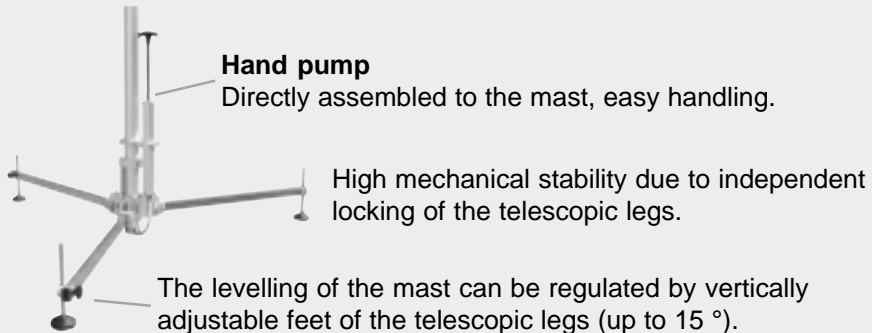 Hand pump
Directly assembled to the mast, easy handling.
High mechanical stability due to independent
locking of the telescopic legs.
The levelling of the mast can be regulated by vertically
adjustable feet of the telescopic legs (up to 15 °).